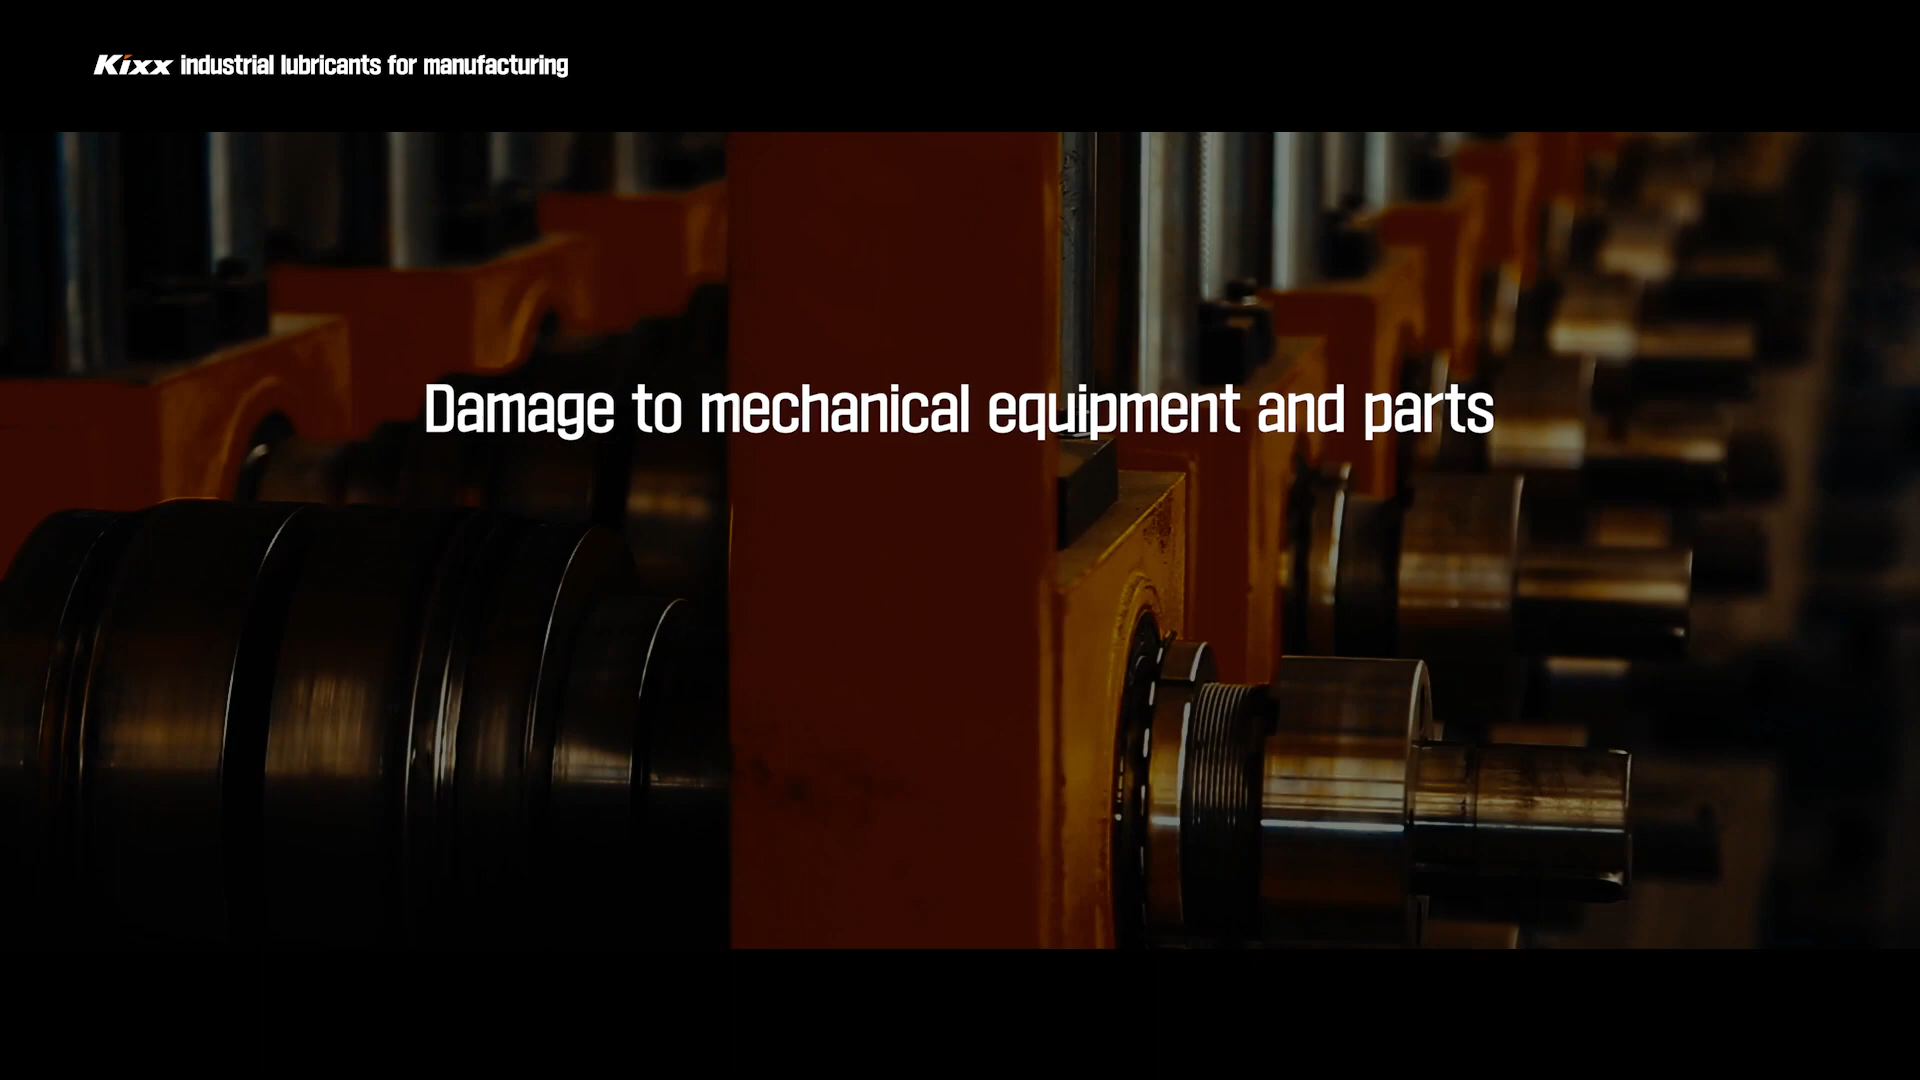 Kixx industrial lubricants for manufacturing
Damage to mechanical equipment and parts